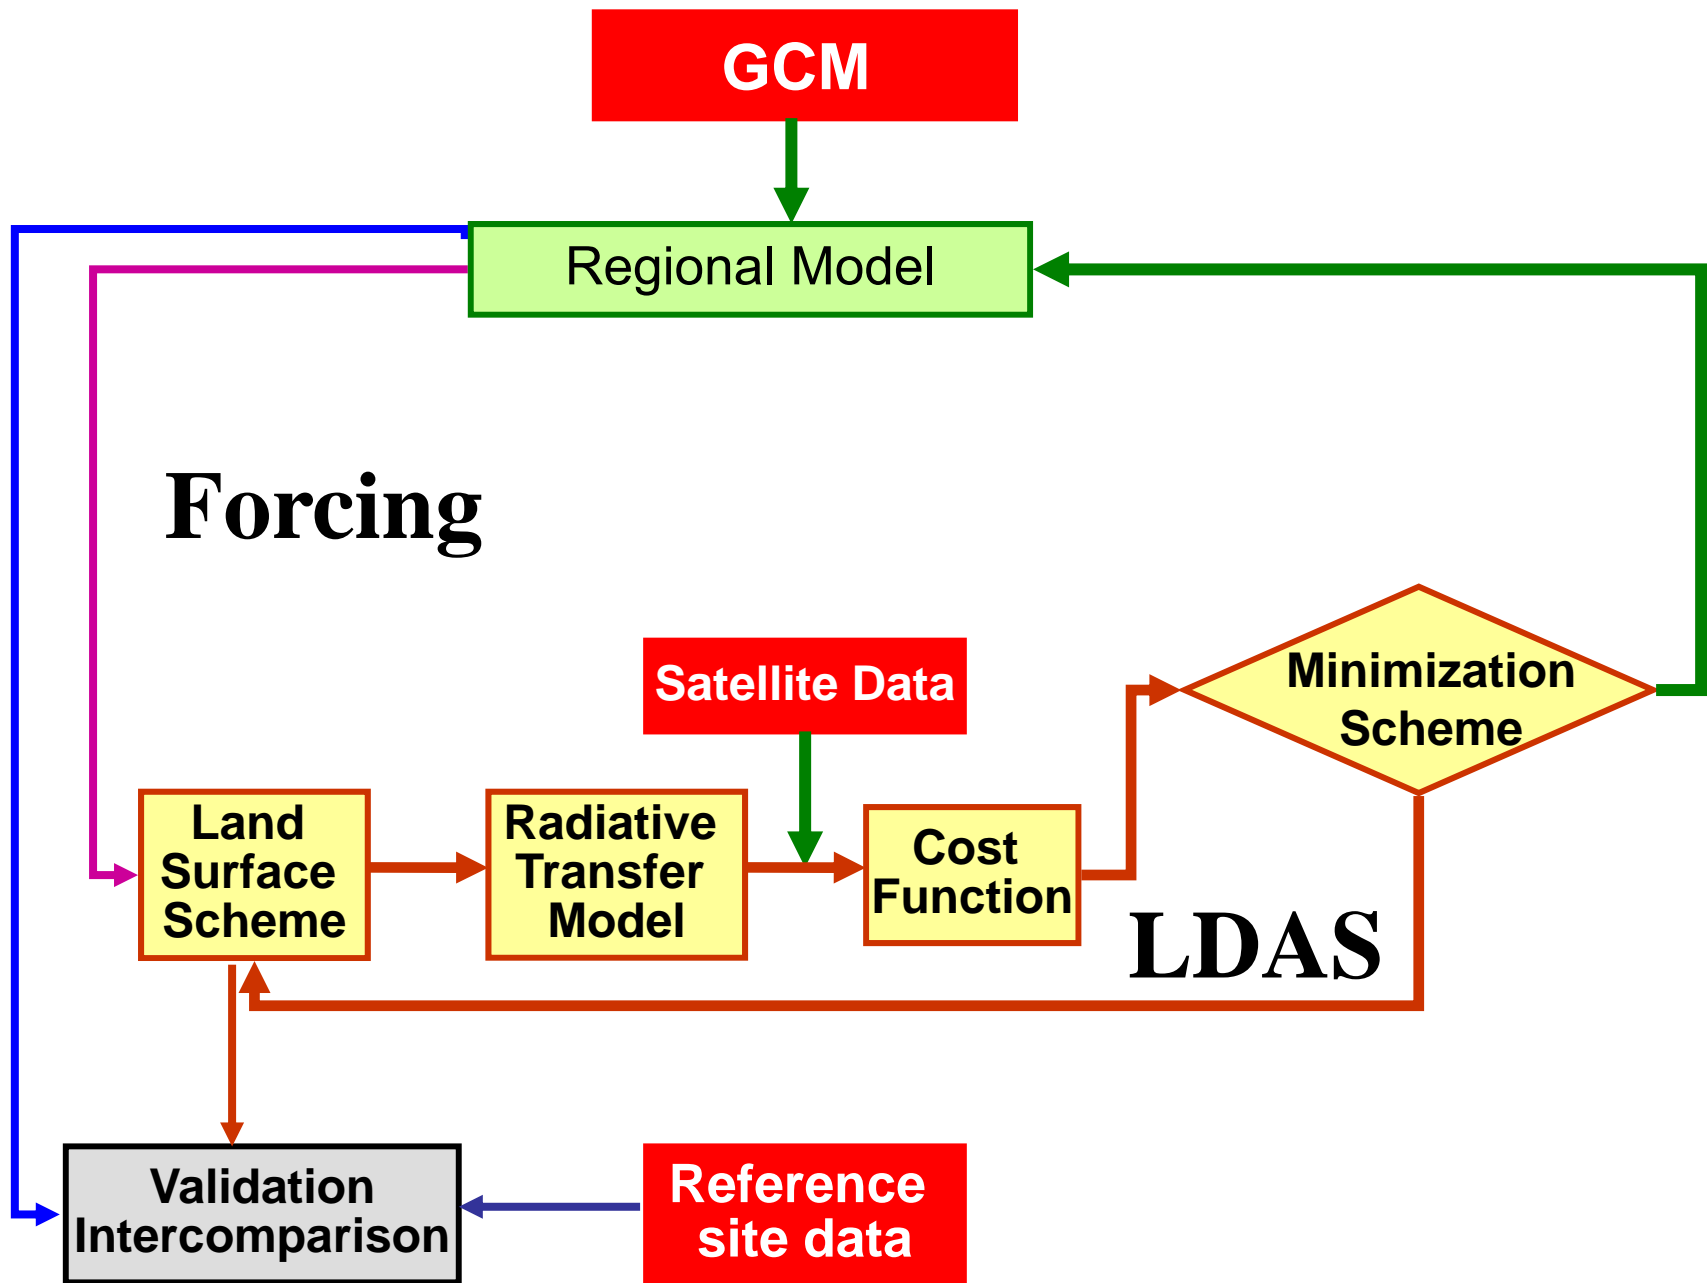 GCM
Regional Model
Forcing
Satellite Data
Minimization
Scheme
Land
Surface
Scheme
Radiative
Transfer
Model
Cost
Function
LDAS
Validation
Intercomparison
Reference
site data